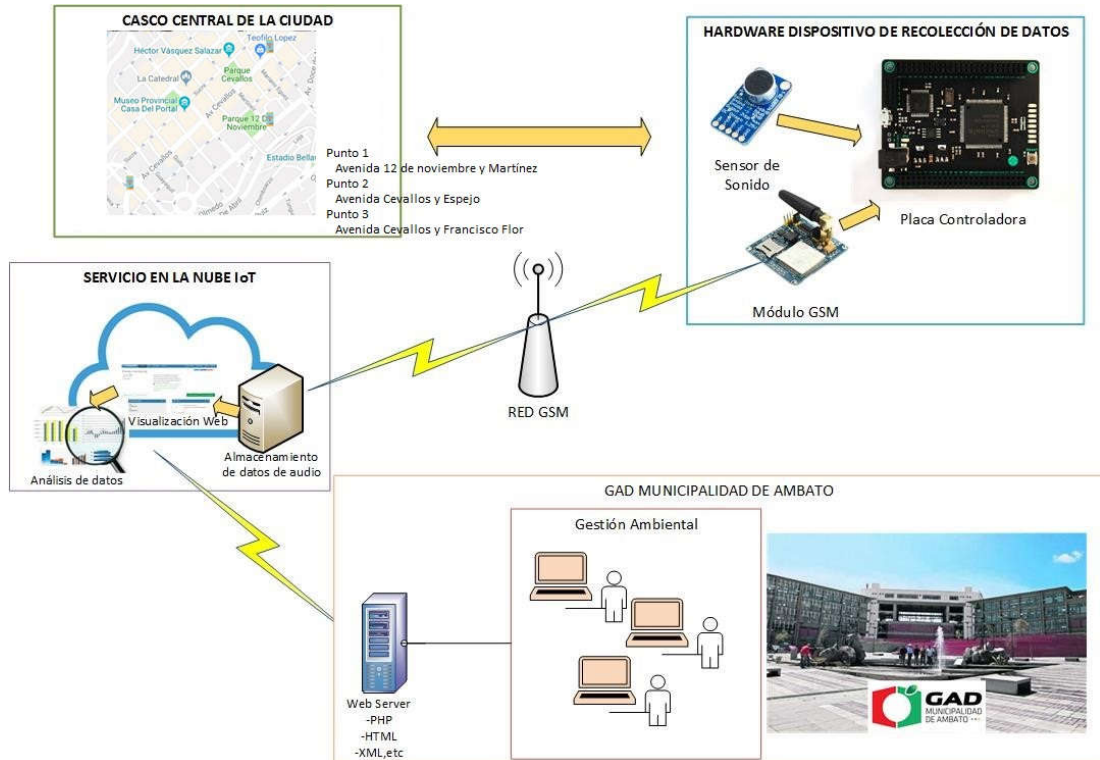 CASCO CENTRAL DE LA CIUDAD
Teofilo Lopez
Héctor Vásquez Salazar
La Catedral
Parque
Cevallos
Museo Provincial
Casa Del Portal
Av Cevallos
Parque 12 De
Noviembre
Estadio Bellav
Punto 1
Avenida 12 de noviembre y Martínez
Punto 2
Avenida Cevallos y Espejo
Punto 3
Avenida Cevallos y Francisco Flor
HARDWARE DISPOSITIVO DE RECOLECCIÓN DE DATOS
Sensor de
Sonido
Placa Controladora
Módulo GSM
SERVICIO EN LA NUBE IoT
Visualización Web
Almacenamiento
de datos de audio
Análisis de datos
RED GSM
GAD MUNICIPALIDAD DE AMBATO
Gestión Ambiental
Web Server
-PHP
-HTML
-XML,etc
GAD
MUNICIPALIDAD
DE AMBATO